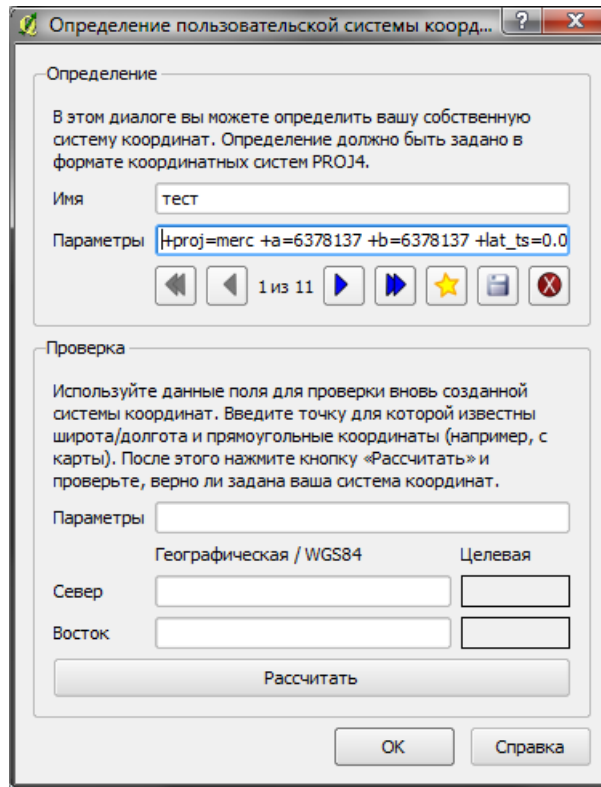 Определение пользовательской системы коорд...
Определение
В этом диалоге вы можете определить вашу собственную
систему координат. Определение должно быть задано в
формате координатных систем PROJ4.
Имя тест
Параметры +proj=merc +a=6378137 +b=6378137 +lat_ts=0.0
1 из 11
Проверка
Используйте данные поля для проверки вновь созданной
системы координат. Введите точку для которой известны
широта/долгота и прямоугольные координаты (например, с
карты). После этого нажмите кнопку «Рассчитать» и
проверьте, верно ли задана ваша система координат.
Параметры
Географическая / WGS84 Целевая
Север
Восток
Рассчитать
OK Справка